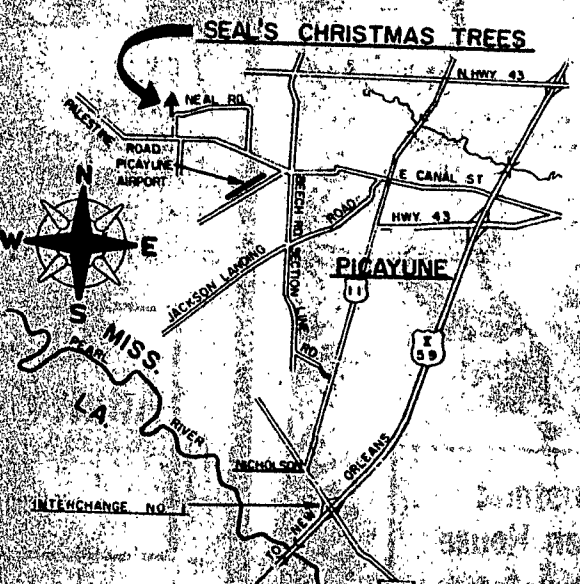 SEAL'S CHRISTMAS TREES
N. HWY. 43
NEAL RD.
PALESTINE
ROAD
PICAYUNE
AIRPORT
E CANAL ST
HWY. 43
BEECH RD.
SECTION LINE RD
JACKSON LANDING ROAD
PICAYUNE
11
I
59
N
W
E
S
MISS.
PEARL RIVER
LA.
NICHOLSON
INTERCHANGE NO. 1
TO NEW ORLEANS